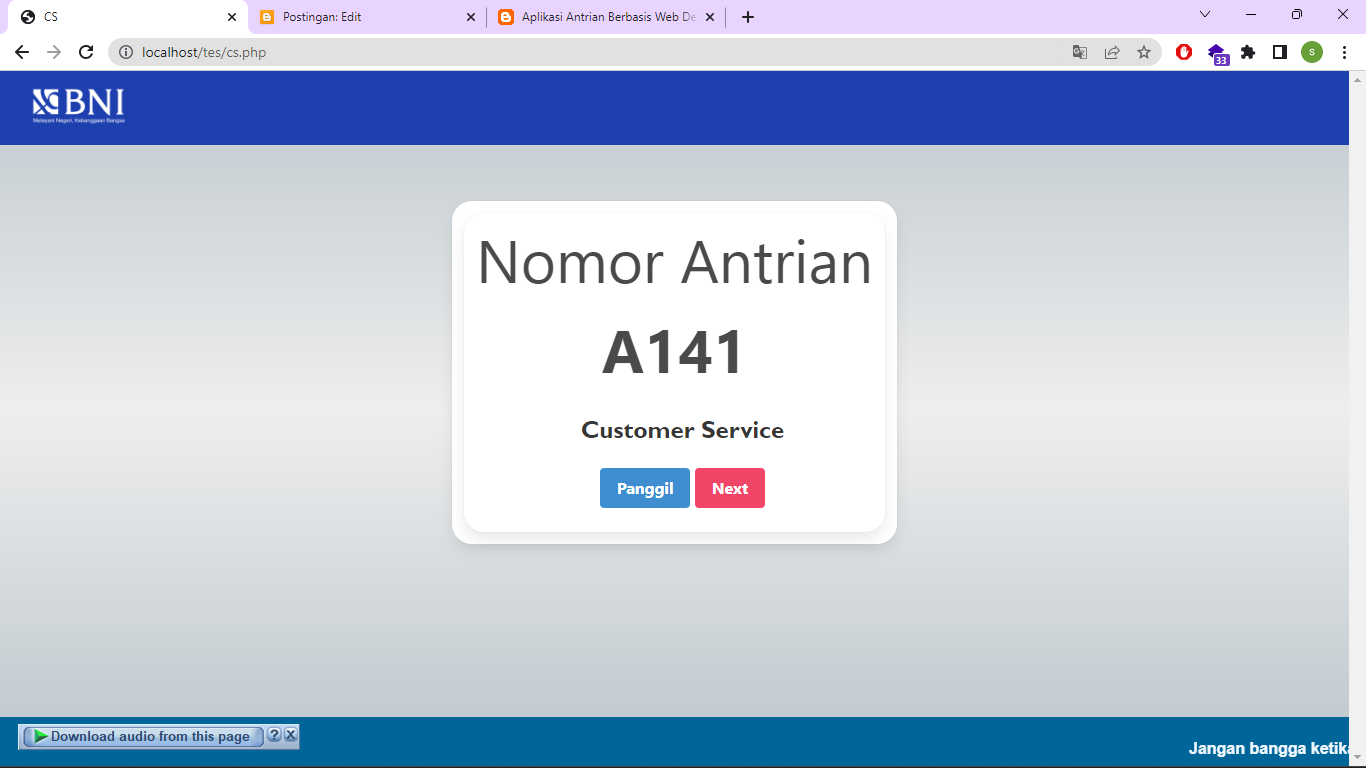 CS
Postingan: Edit
Aplikasi Antrian Berbasis Web De
localhost/tes/cs.php
33
S
BNI
Melayani Negeri, Kebanggaan Bangsa
Nomor Antrian
A141
Customer Service
Panggil Next
Download audio from this page ? X
Jangan bangga ketika